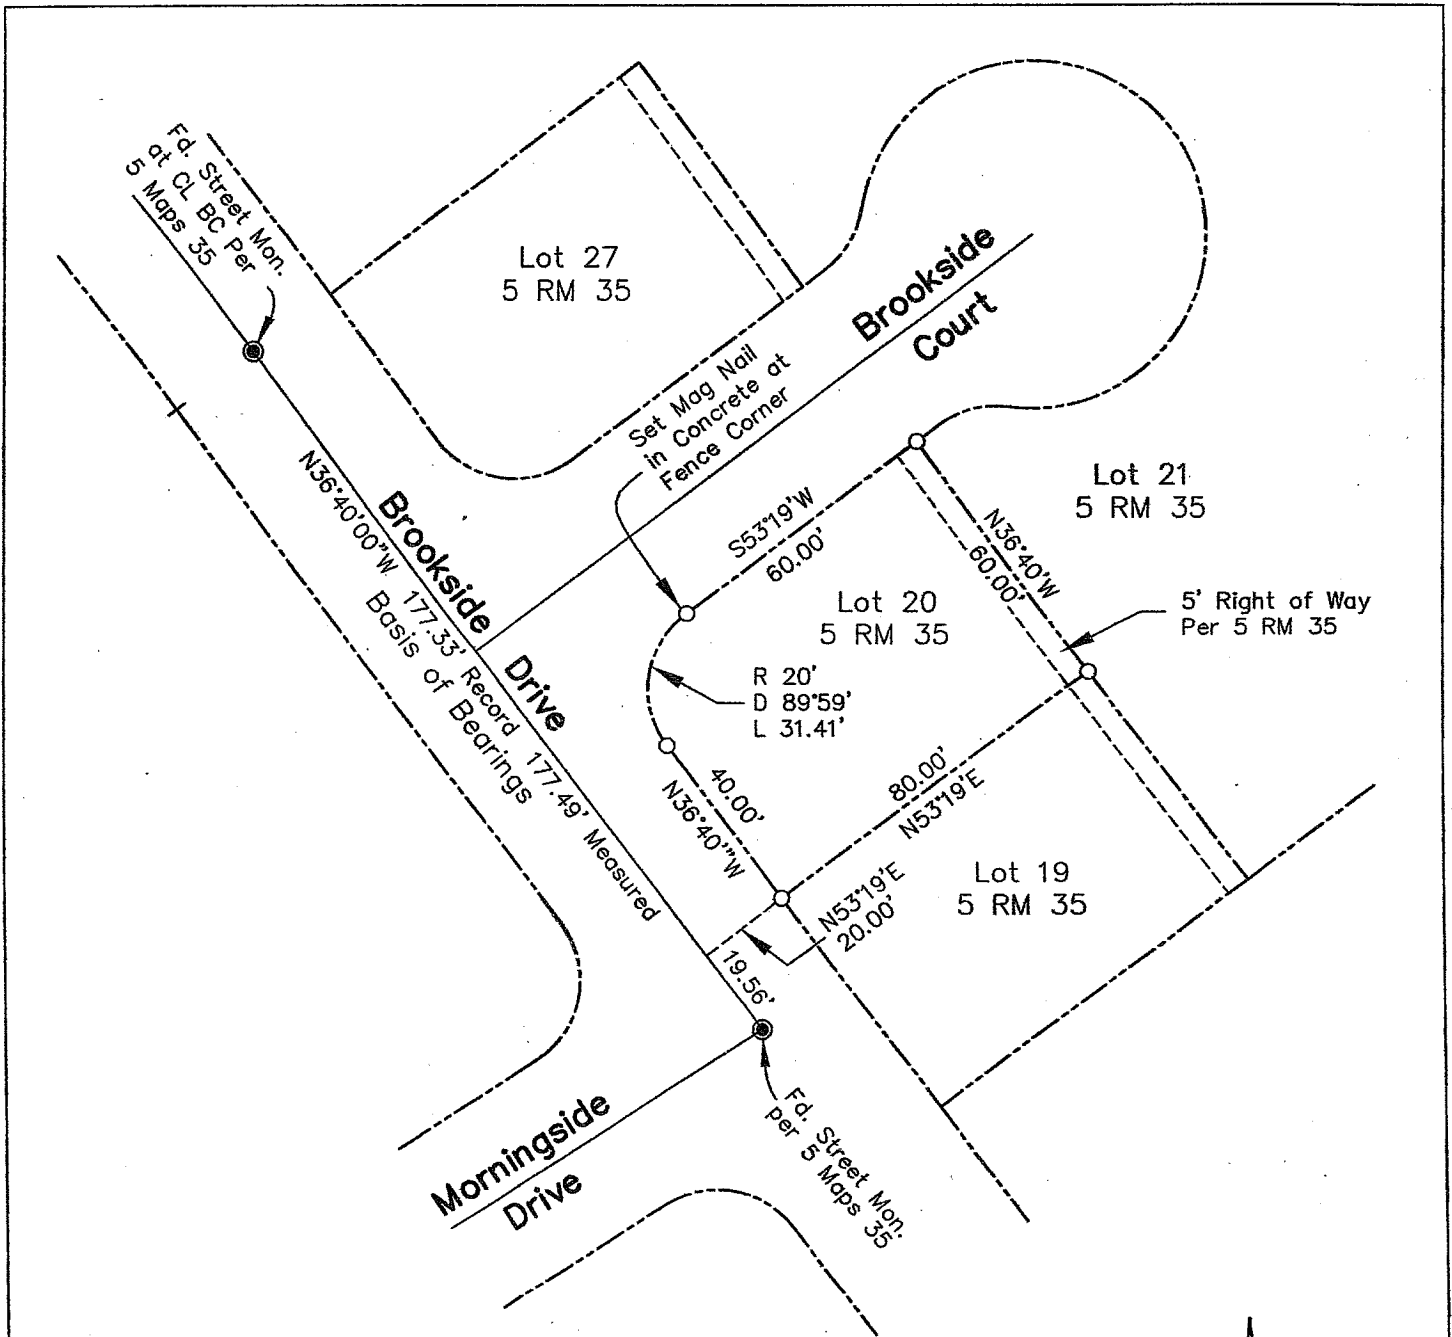 Fd. Street Mon.
at CL BC Per
5 Maps 35
Lot 27
5 RM 35
Brookside
Court
Set Mag Nail
in Concrete at
Fence Corner
Lot 21
5 RM 35
N36°40'00"W 177.33' Record 177.49' Measured
Basis of Bearings
Brookside Drive
S53°19'W
60.00'
N36°40'W
60.00'
Lot 20
5 RM 35
5' Right of Way
Per 5 RM 35
R 20'
D 89°59'
L 31.41'
40.00'
N36°40'"W
80.00'
N53°19'E
Lot 19
5 RM 35
N53°19'E
20.00'
19.56'
Morningside
Drive
Fd. Street Mon.
per 5 Maps 35